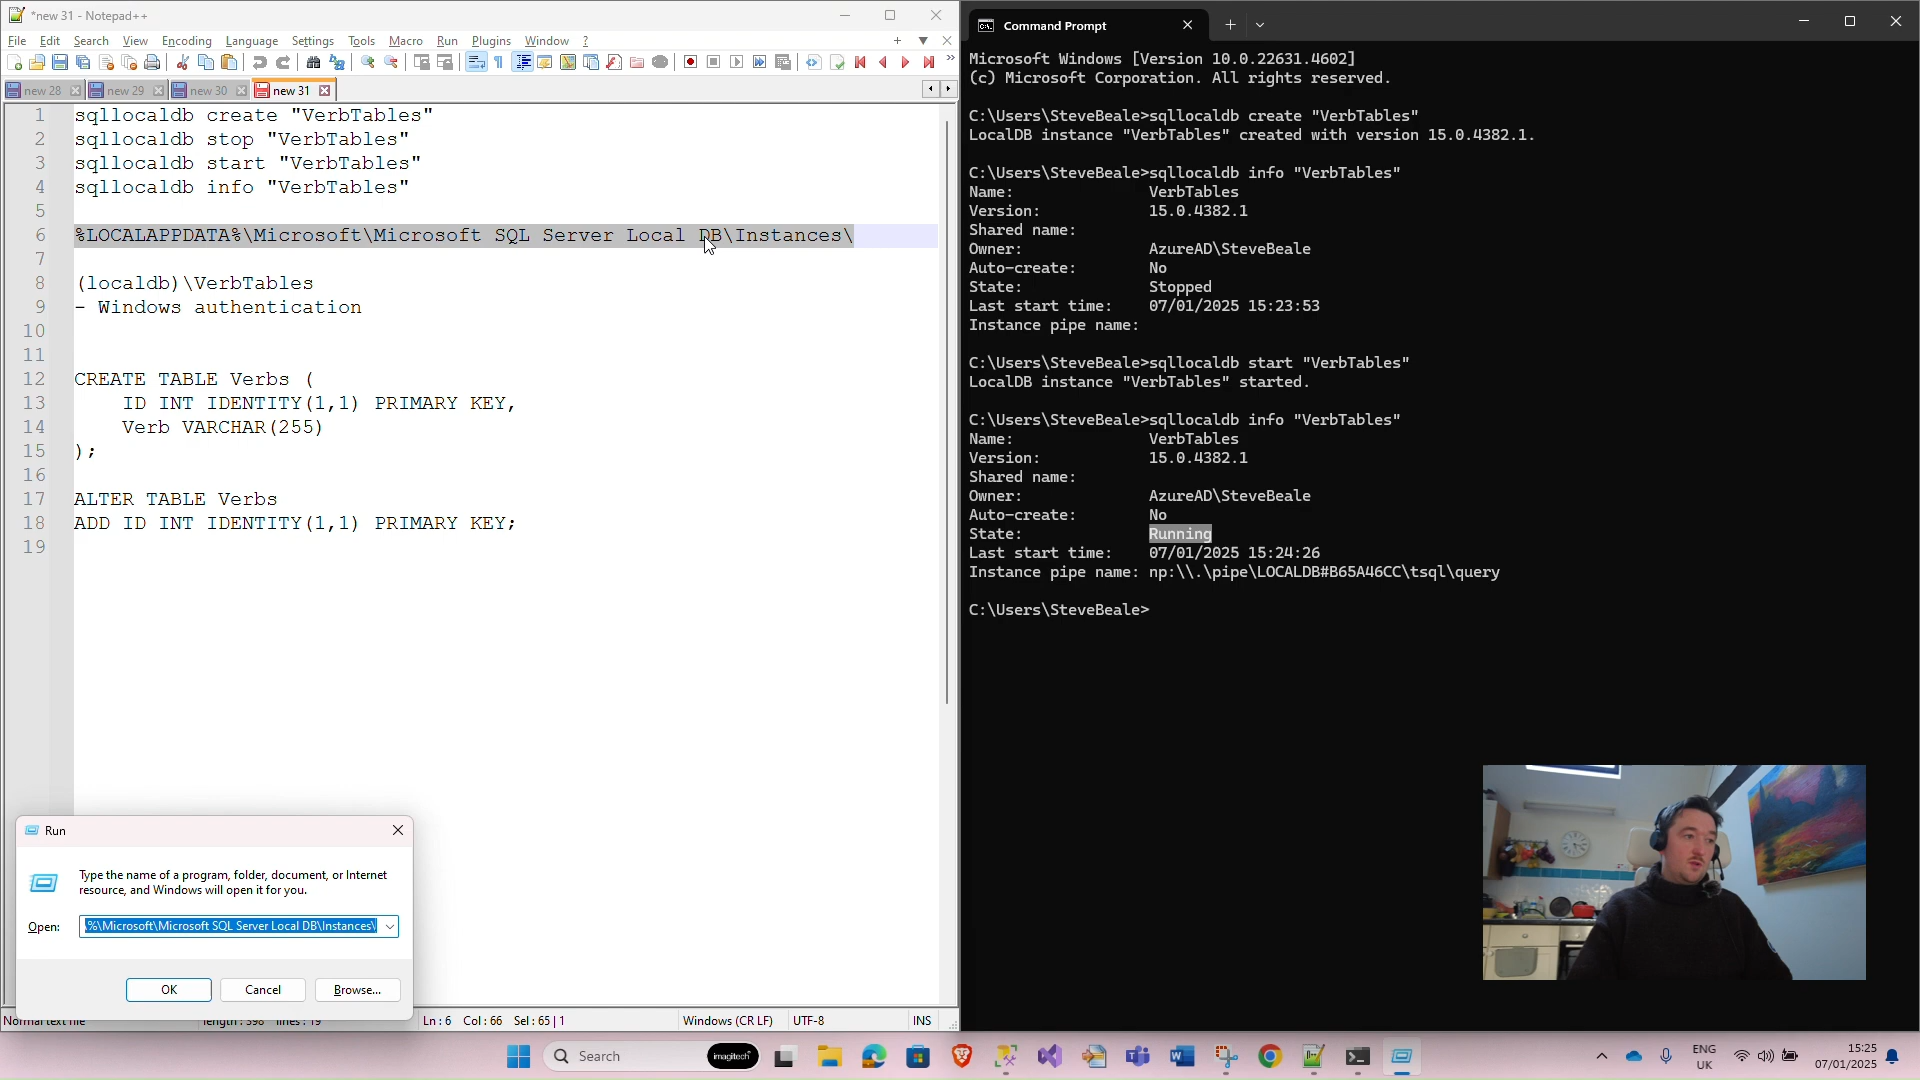 *new 31 - Notepad++
File Edit Search View Encoding Language Settings Tools Macro Run Plugins Window ?
new 28 new 29 new 30 new 31
1 sqllocaldb create "VerbTables"
2 sqllocaldb stop "VerbTables"
3 sqllocaldb start "VerbTables"
4 sqllocaldb info "VerbTables"
5
6 %LOCALAPPDATA%\Microsoft\Microsoft SQL Server Local DB\Instances\
7
8 (localdb)\VerbTables
9 - Windows authentication
10
11
12 CREATE TABLE Verbs (
13 ID INT IDENTITY(1,1) PRIMARY KEY,
14 Verb VARCHAR(255)
15 );
16
17 ALTER TABLE Verbs
18 ADD ID INT IDENTITY(1,1) PRIMARY KEY;
19
Run
Type the name of a program, folder, document, or Internet
resource, and Windows will open it for you.
Open: %\Microsoft\Microsoft SQL Server Local DB\Instances\
OK Cancel Browse...
Normal text file length : 398 lines : 19 Ln : 6 Col : 66 Sel : 65 | 1 Windows (CR LF) UTF-8 INS
Command Prompt
Microsoft Windows [Version 10.0.22631.4602]
(c) Microsoft Corporation. All rights reserved.
C:\Users\SteveBeale>sqllocaldb create "VerbTables"
LocalDB instance "VerbTables" created with version 15.0.4382.1.
C:\Users\SteveBeale>sqllocaldb info "VerbTables"
Name: VerbTables
Version: 15.0.4382.1
Shared name:
Owner: AzureAD\SteveBeale
Auto-create: No
State: Stopped
Last start time: 07/01/2025 15:23:53
Instance pipe name:
C:\Users\SteveBeale>sqllocaldb start "VerbTables"
LocalDB instance "VerbTables" started.
C:\Users\SteveBeale>sqllocaldb info "VerbTables"
Name: VerbTables
Version: 15.0.4382.1
Shared name:
Owner: AzureAD\SteveBeale
Auto-create: No
State: Running
Last start time: 07/01/2025 15:24:26
Instance pipe name: np:\\.\pipe\LOCALDB#B65A46CC\tsql\query
C:\Users\SteveBeale>
Search imagitech
ENG
UK
15:25
07/01/2025